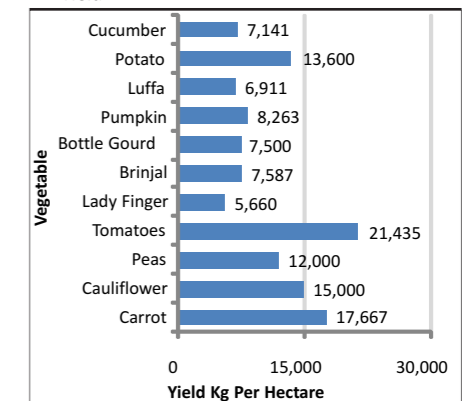 Cucumber 7,141
Potato 13,600
Luffa 6,911
Pumpkin 8,263
Bottle Gourd 7,500
Brinjal 7,587
Lady Finger 5,660
Tomatoes 21,435
Peas 12,000
Cauliflower 15,000
Carrot 17,667
Vegetable
0 15,000 30,000
Yield Kg Per Hectare